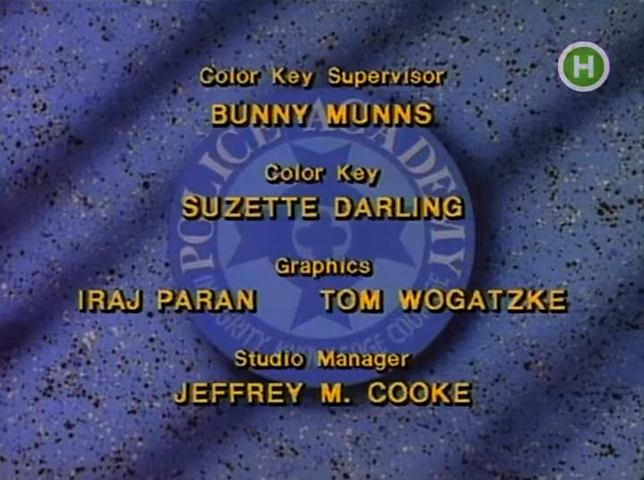 Color Key Supervisor
BUNNY MUNNS
Color Key
SUZETTE DARLING
Graphics
IRAJ PARAN TOM WOGATZKE
Studio Manager
JEFFREY M. COOKE
POLICE ACADEMY
H